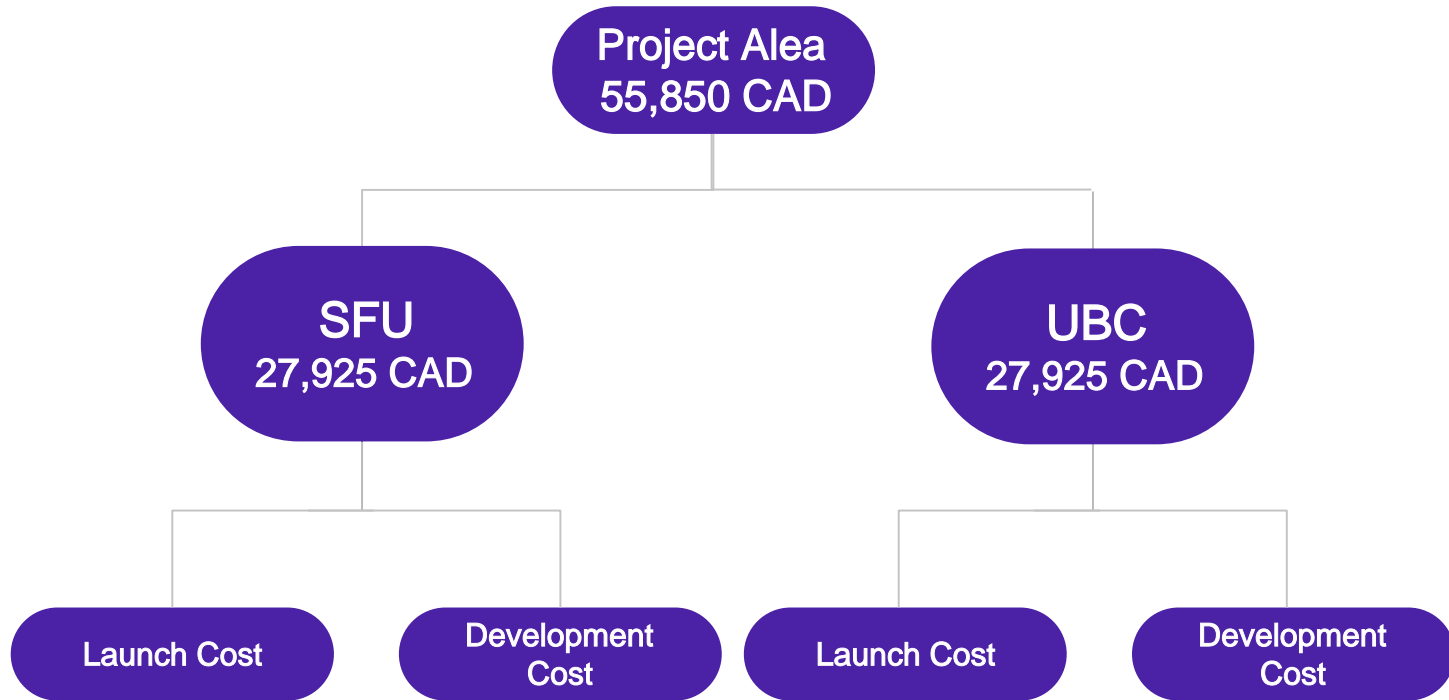 Project Alea
55,850 CAD
SFU
27,925 CAD
UBC
27,925 CAD
Launch Cost
Development
Cost
Launch Cost
Development
Cost